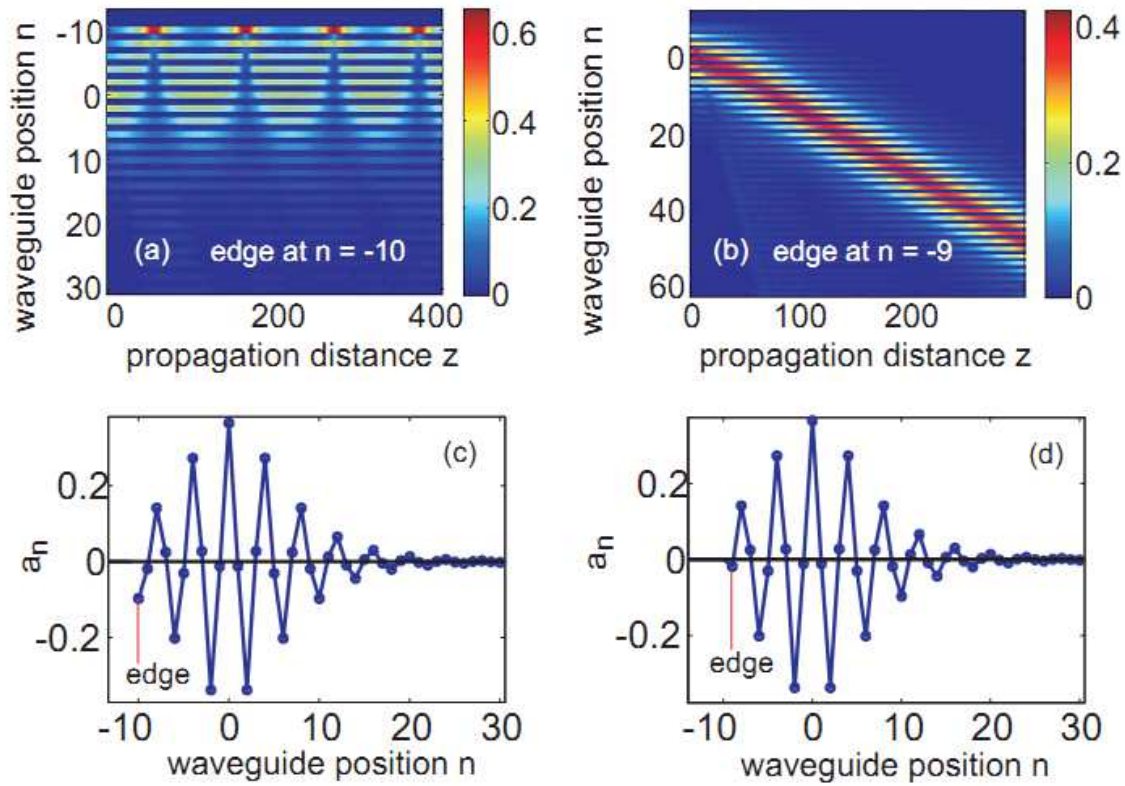 -10
0
10
20
30
waveguide position n
(a) edge at n = -10
0 200 400
propagation distance z
0.6
0.4
0.2
0
0
20
40
60
waveguide position n
(b) edge at n = -9
0 100 200
propagation distance z
0.4
0.2
0
0.2
0
-0.2
an
(c)
edge
-10 0 10 20 30
waveguide position n
0.2
0
-0.2
an
(d)
edge
-10 0 10 20 30
waveguide position n